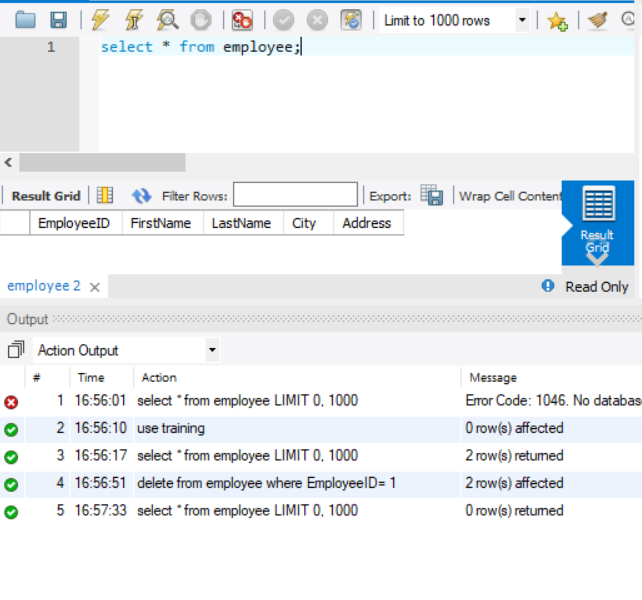 Limit to 1000 rows
1 select * from employee;
Result Grid Filter Rows: Export: Wrap Cell Content
EmployeeID FirstName LastName City Address
Result
Grid
employee 2 Read Only
Output
Action Output
# Time Action Message
1 16:56:01 select * from employee LIMIT 0, 1000 Error Code: 1046. No databas
2 16:56:10 use training 0 row(s) affected
3 16:56:17 select * from employee LIMIT 0, 1000 2 row(s) returned
4 16:56:51 delete from employee where EmployeeID= 1 2 row(s) affected
5 16:57:33 select * from employee LIMIT 0, 1000 0 row(s) returned